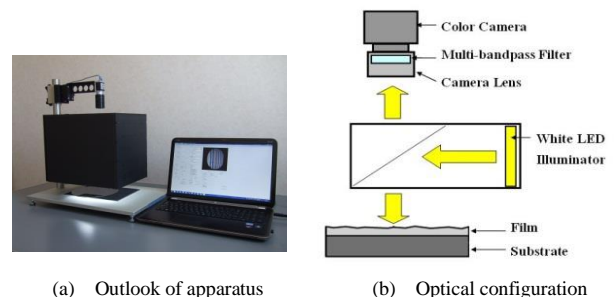 Color Camera
Multi-bandpass Filter
Camera Lens
White LED
Illuminator
Film
Substrate
(a) Outlook of apparatus
(b) Optical configuration